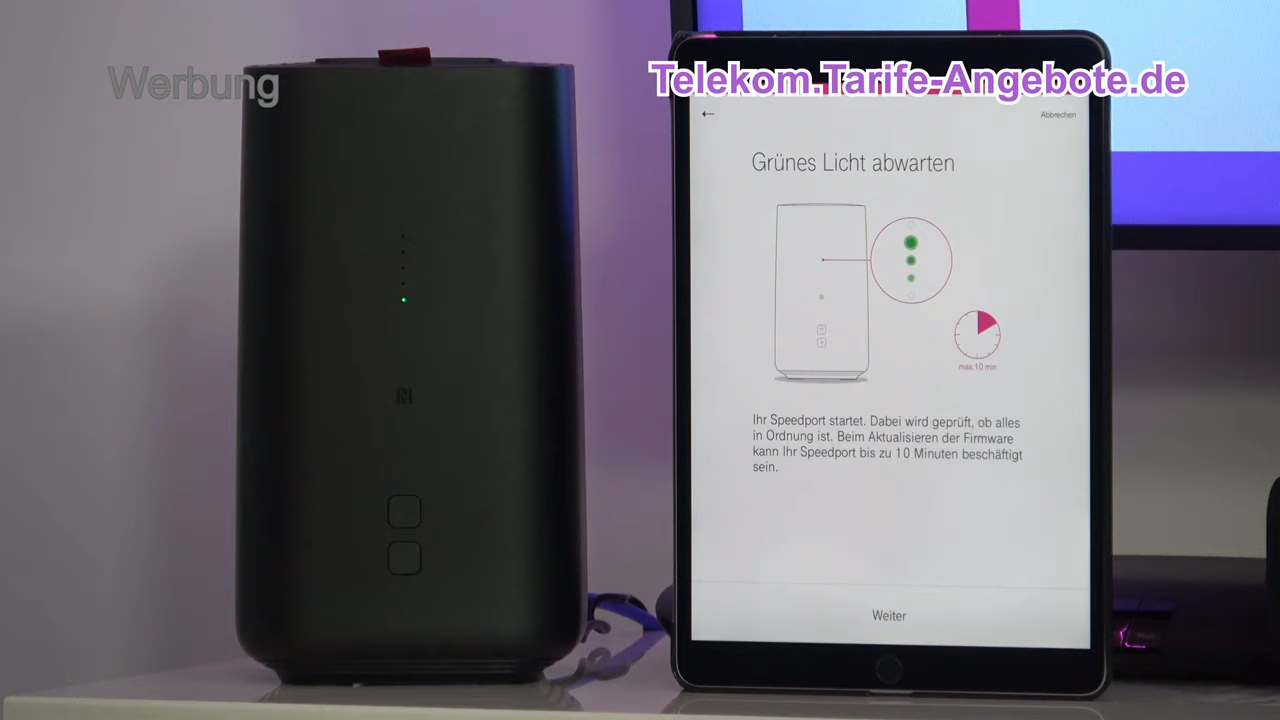 Werbung
Telekom.Tarife-Angebote.de
Abbrechen
Grünes Licht abwarten
max.10 min
Ihr Speedport startet. Dabei wird geprüft, ob alles
in Ordnung ist. Beim Aktualisieren der Firmware
kann Ihr Speedport bis zu 10 Minuten beschäftigt
sein.
Weiter